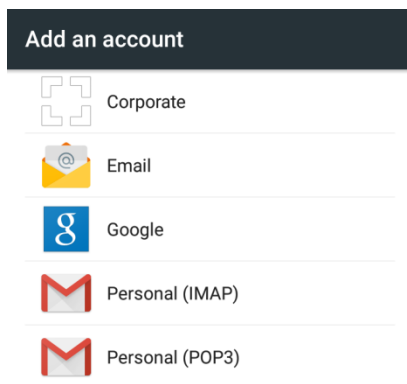 Add an account
Corporate
@
Email
g
Google
Personal (IMAP)
Personal (POP3)